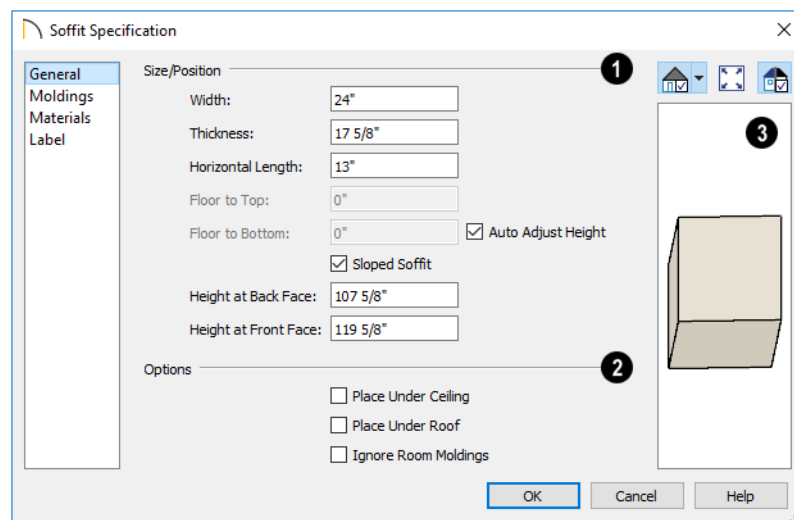 Soffit Specification
General
Moldings
Materials
Label
Size/Position
1
Width: 24"
Thickness: 17 5/8"
Horizontal Length: 13"
Floor to Top: 0"
Floor to Bottom: 0" Auto Adjust Height
Sloped Soffit
Height at Back Face: 107 5/8"
Height at Front Face: 119 5/8"
Options
2
Place Under Ceiling
Place Under Roof
Ignore Room Moldings
3
OK Cancel Help